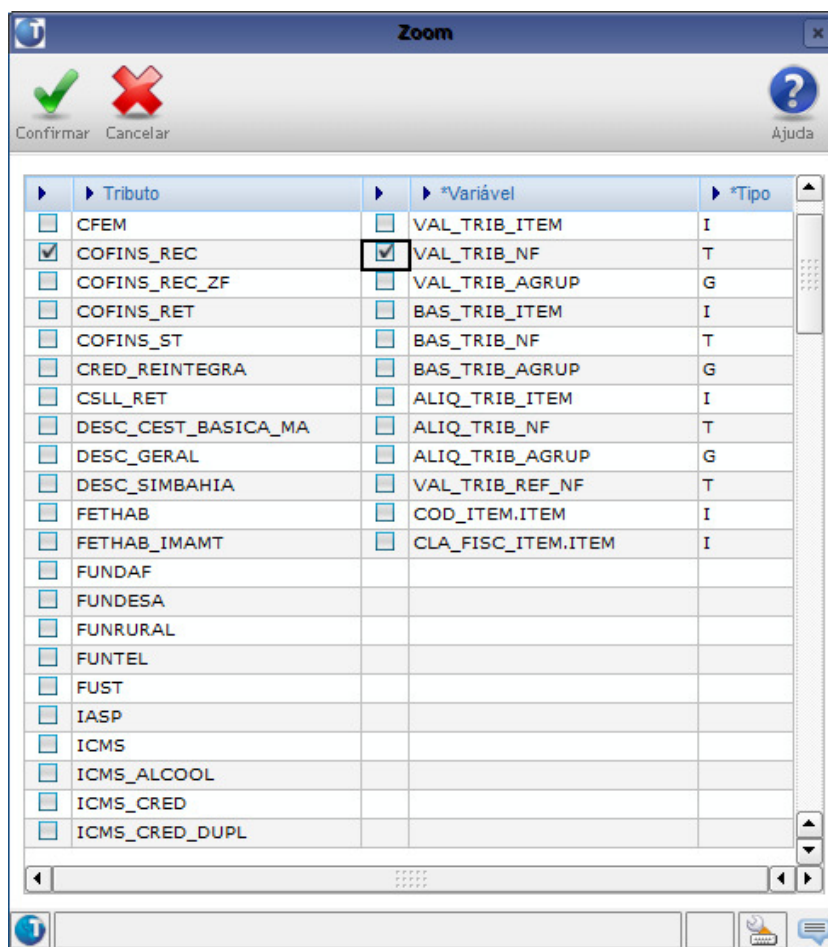 Zoom
Confirmar Cancelar Ajuda
Tributo *Variável *Tipo
CFEM VAL_TRIB_ITEM I
COFINS_REC VAL_TRIB_NF T
COFINS_REC_ZF VAL_TRIB_AGRUP G
COFINS_RET BAS_TRIB_ITEM I
COFINS_ST BAS_TRIB_NF T
CRED_REINTEGRA BAS_TRIB_AGRUP G
CSLL_RET ALIQ_TRIB_ITEM I
DESC_CEST_BASICA_MA ALIQ_TRIB_NF T
DESC_GERAL ALIQ_TRIB_AGRUP G
DESC_SIMBAHIA VAL_TRIB_REF_NF T
FETHAB COD_ITEM.ITEM I
FETHAB_IMAMT CLA_FISC_ITEM.ITEM I
FUNDAF
FUNDESA
FUNRURAL
FUNTEL
FUST
IASP
ICMS
ICMS_ALCOOL
ICMS_CRED
ICMS_CRED_DUPL